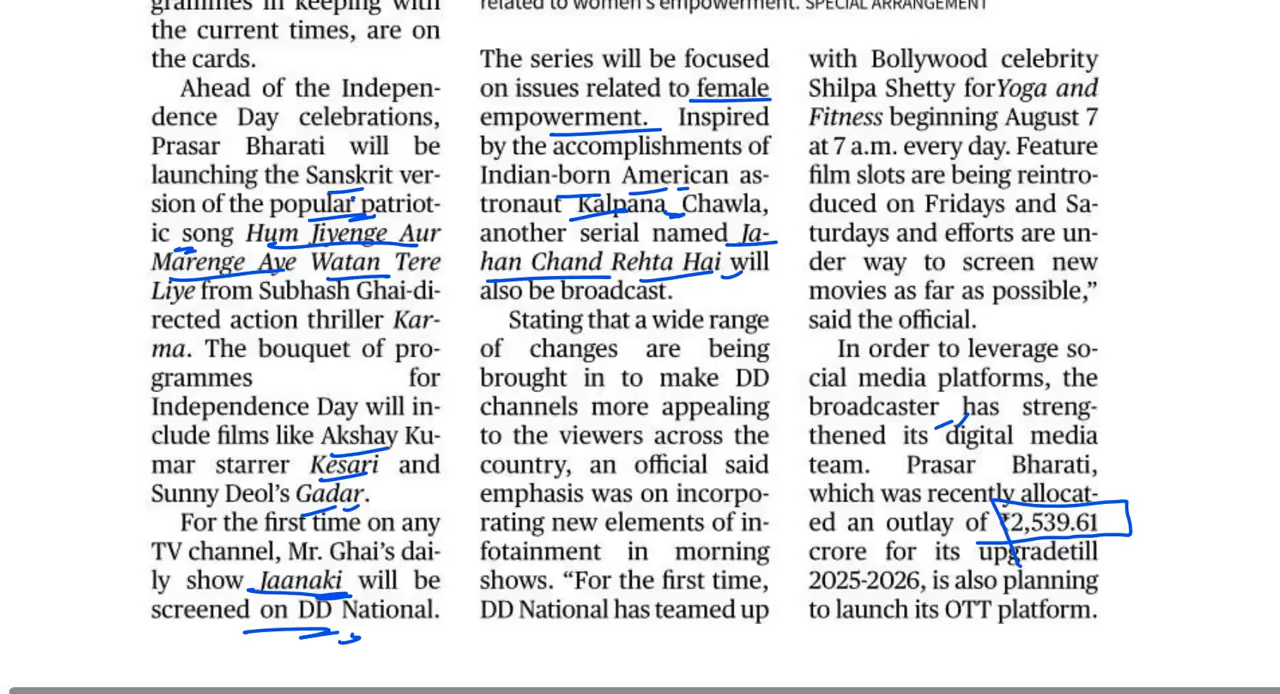 grammes in keeping with
the current times, are on
the cards.
Ahead of the Indepen-
dence Day celebrations,
Prasar Bharati will be
launching the Sanskrit ver-
sion of the popular patriot-
ic song Hum Jiyenge Aur
Marenge Aye Watan Tere
Liye from Subhash Ghai-di-
rected action thriller Kar-
ma. The bouquet of pro-
grammes for
Independence Day will in-
clude films like Akshay Ku-
mar starrer Kesari and
Sunny Deol's Gadar.
For the first time on any
TV channel, Mr. Ghai's dai-
ly show Jaanaki will be
screened on DD National.
related to women's empowerment. SPECIAL ARRANGEMENT
The series will be focused
on issues related to female
empowerment. Inspired
by the accomplishments of
Indian-born American as-
tronaut Kalpana Chawla,
another serial named Ja-
han Chand Rehta Hai will
also be broadcast.
Stating that a wide range
of changes are being
brought in to make DD
channels more appealing
to the viewers across the
country, an official said
emphasis was on incorpo-
rating new elements of in-
fotainment in morning
shows. "For the first time,
DD National has teamed up
with Bollywood celebrity
Shilpa Shetty forYoga and
Fitness beginning August 7
at 7 a.m. every day. Feature
film slots are being reintro-
duced on Fridays and Sa-
turdays and efforts are un-
der way to screen new
movies as far as possible,"
said the official.
In order to leverage so-
cial media platforms, the
broadcaster has streng-
thened its digital media
team. Prasar Bharati,
which was recently allocat-
ed an outlay of ₹2,539.61
crore for its upgradetill
2025-2026, is also planning
to launch its OTT platform.